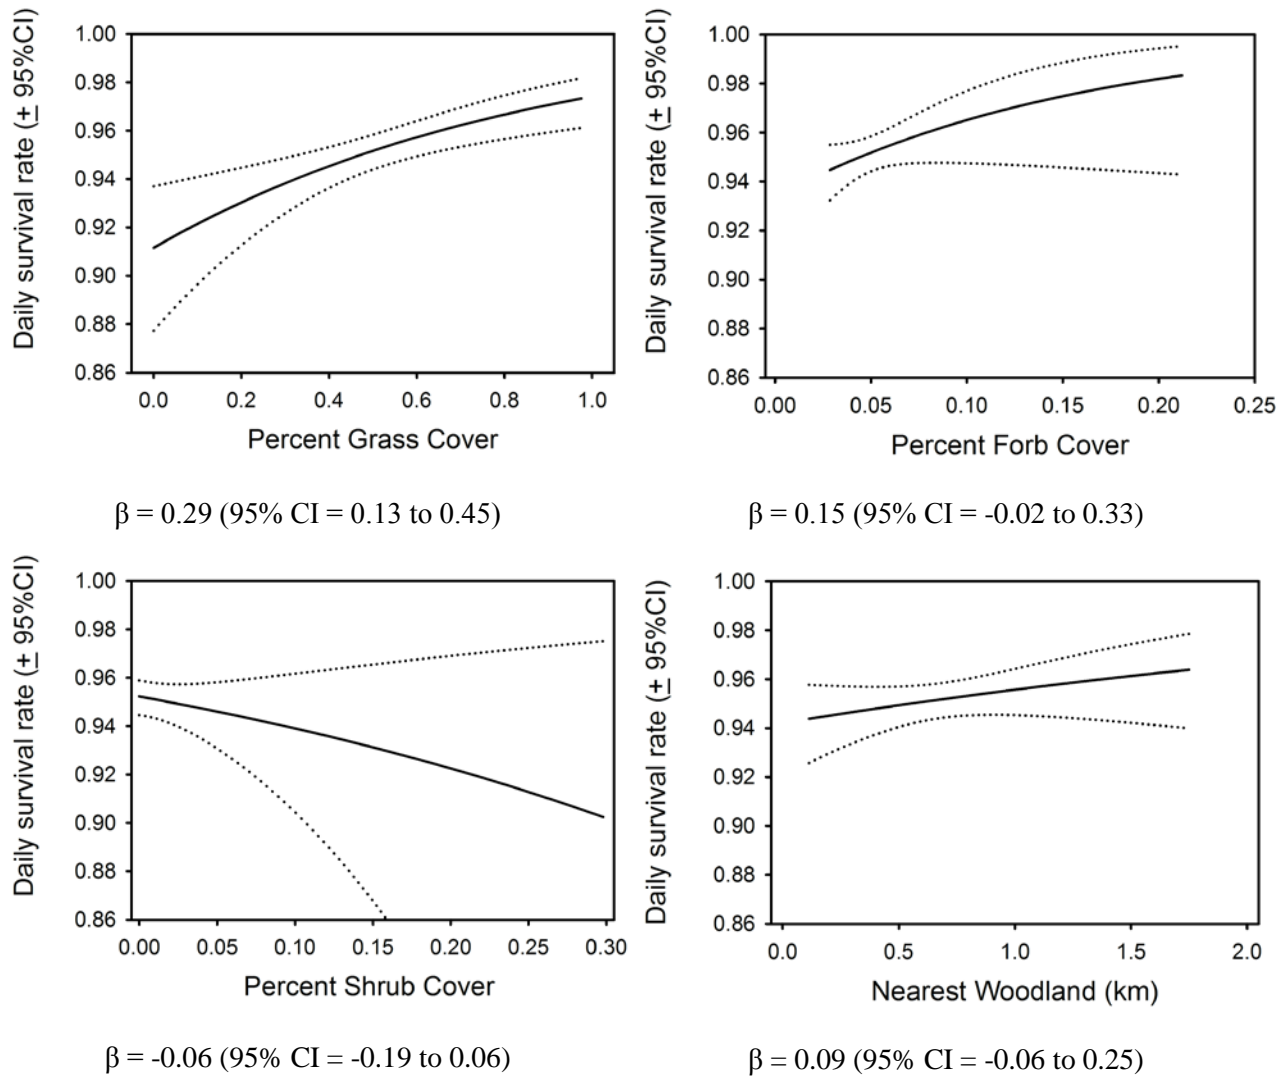 Daily survival rate (± 95%CI)
1.00
0.98
0.96
0.94
0.92
0.90
0.88
0.86
0.0 0.2 0.4 0.6 0.8 1.0
Percent Grass Cover
β = 0.29 (95% CI = 0.13 to 0.45)
Daily survival rate (± 95%CI)
1.00
0.98
0.96
0.94
0.92
0.90
0.88
0.86
0.00 0.05 0.10 0.15 0.20 0.25
Percent Forb Cover
β = 0.15 (95% CI = -0.02 to 0.33)
Daily survival rate (± 95%CI)
1.00
0.98
0.96
0.94
0.92
0.90
0.88
0.86
0.00 0.05 0.10 0.15 0.20 0.25 0.30
Percent Shrub Cover
β = -0.06 (95% CI = -0.19 to 0.06)
Daily survival rate (± 95%CI)
1.00
0.98
0.96
0.94
0.92
0.90
0.88
0.86
0.0 0.5 1.0 1.5 2.0
Nearest Woodland (km)
β = 0.09 (95% CI = -0.06 to 0.25)